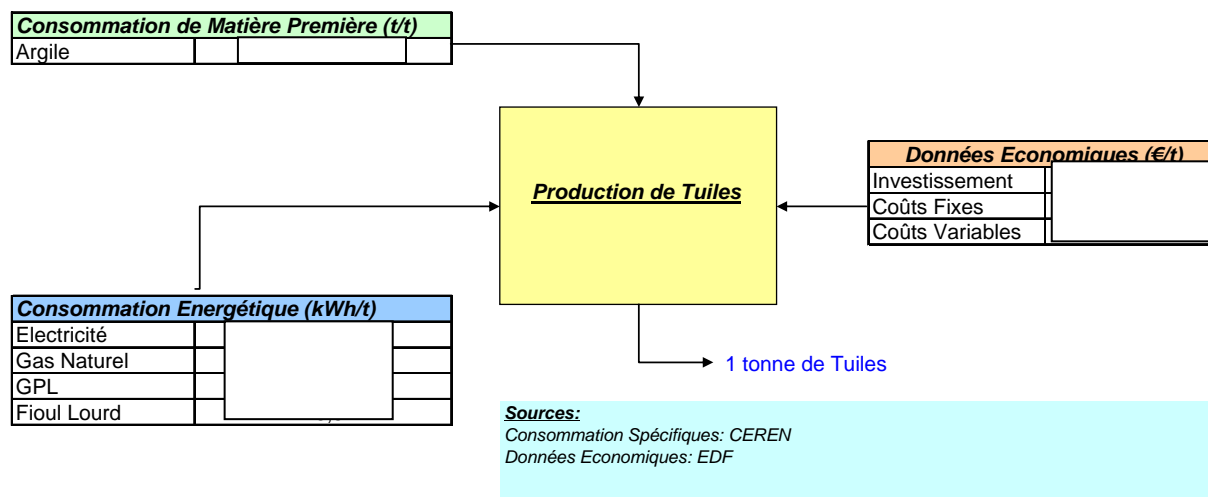 Consommation de Matière Première (t/t)
Argile
Production de Tuiles
Données Economiques (€/t)
Investissement
Coûts Fixes
Coûts Variables
Consommation Energétique (kWh/t)
Electricité
Gas Naturel
GPL
Fioul Lourd
1 tonne de Tuiles
Sources:
Consommation Spécifiques: CEREN
Données Economiques: EDF